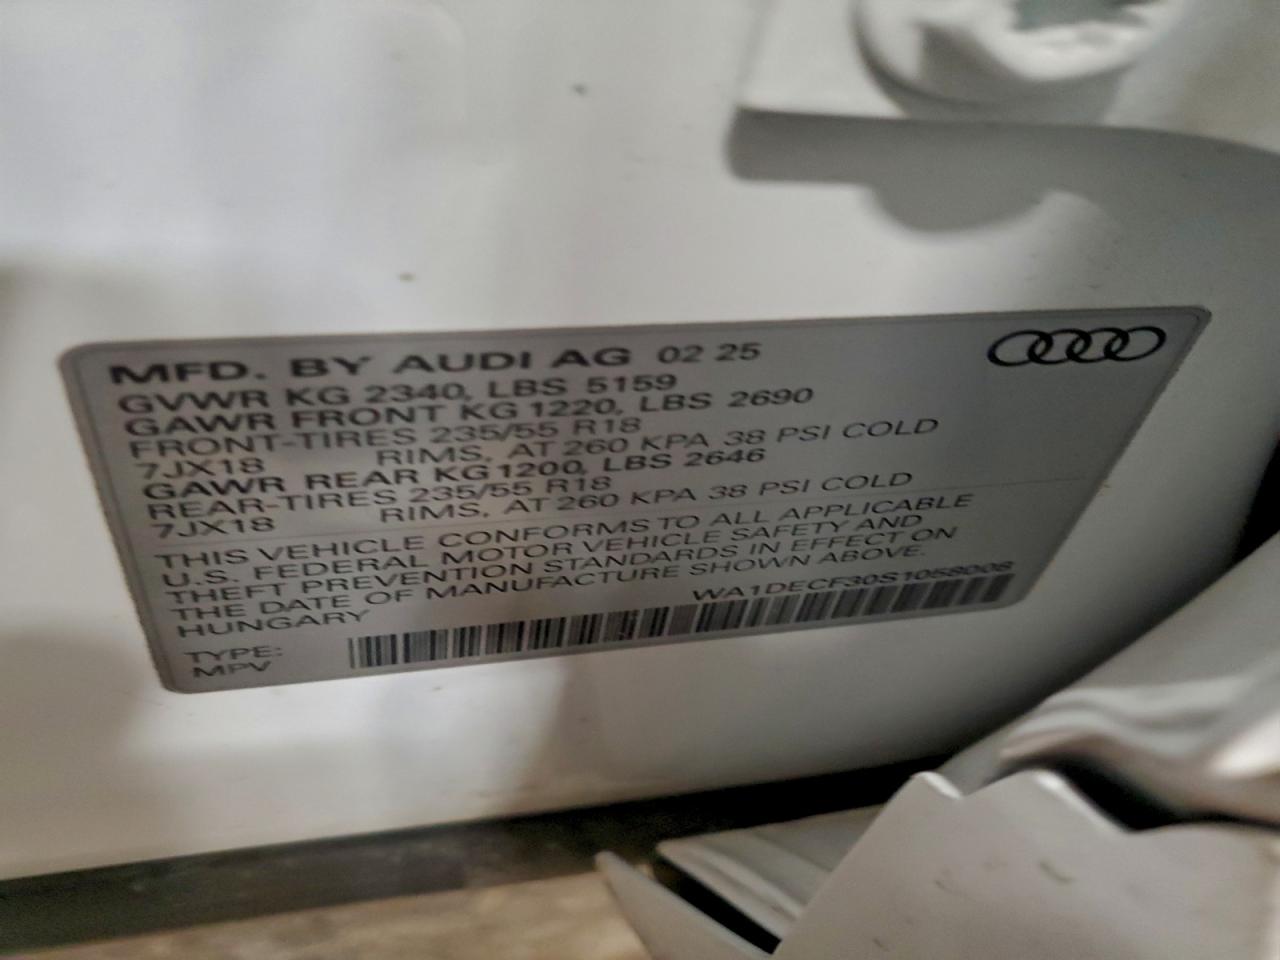 MFD. BY AUDI AG 02 25
GVWR KG 2340, LBS 5159
GAWR FRONT KG 1220, LBS 2690
FRONT-TIRES 235/55 R18
7JX18 RIMS, AT 260 KPA 38 PSI COLD
GAWR REAR KG 1200, LBS 2646
REAR-TIRES 235/55 R18
7JX18 RIMS, AT 260 KPA 38 PSI COLD
THIS VEHICLE CONFORMS TO ALL APPLICABLE
U.S. FEDERAL MOTOR VEHICLE SAFETY AND
THEFT PREVENTION STANDARDS IN EFFECT ON
THE DATE OF MANUFACTURE SHOWN ABOVE.
HUNGARY WA1DECF30S1058008
TYPE:
MPV